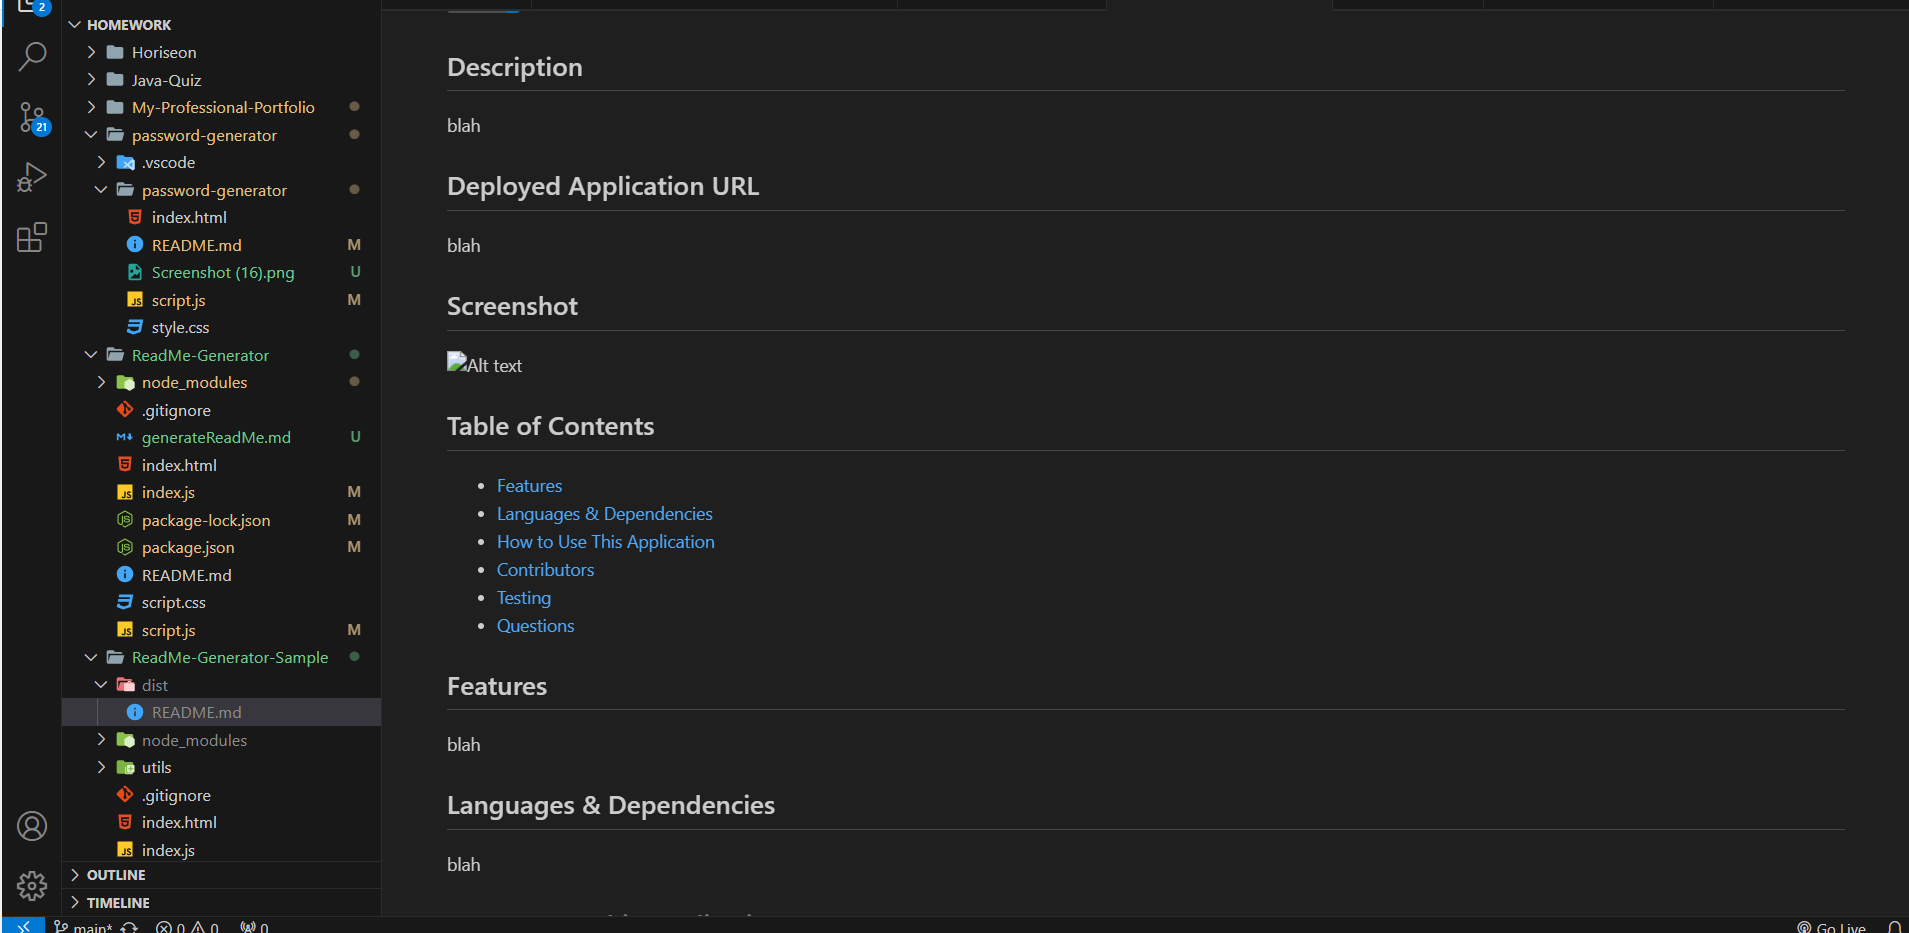 2
HOMEWORK
Horiseon
Java-Quiz
My-Professional-Portfolio
21
password-generator
.vscode
password-generator
index.html
README.md M
Screenshot (16).png U
script.js M
style.css
ReadMe-Generator
node_modules
.gitignore
generateReadMe.md U
index.html
index.js M
package-lock.json M
package.json M
README.md
script.css
script.js M
ReadMe-Generator-Sample
dist
README.md
node_modules
utils
.gitignore
index.html
index.js
OUTLINE
TIMELINE
Description
blah
Deployed Application URL
blah
Screenshot
Alt text
Table of Contents
Features
Languages & Dependencies
How to Use This Application
Contributors
Testing
Questions
Features
blah
Languages & Dependencies
blah
main* 0 0 0 Go Live